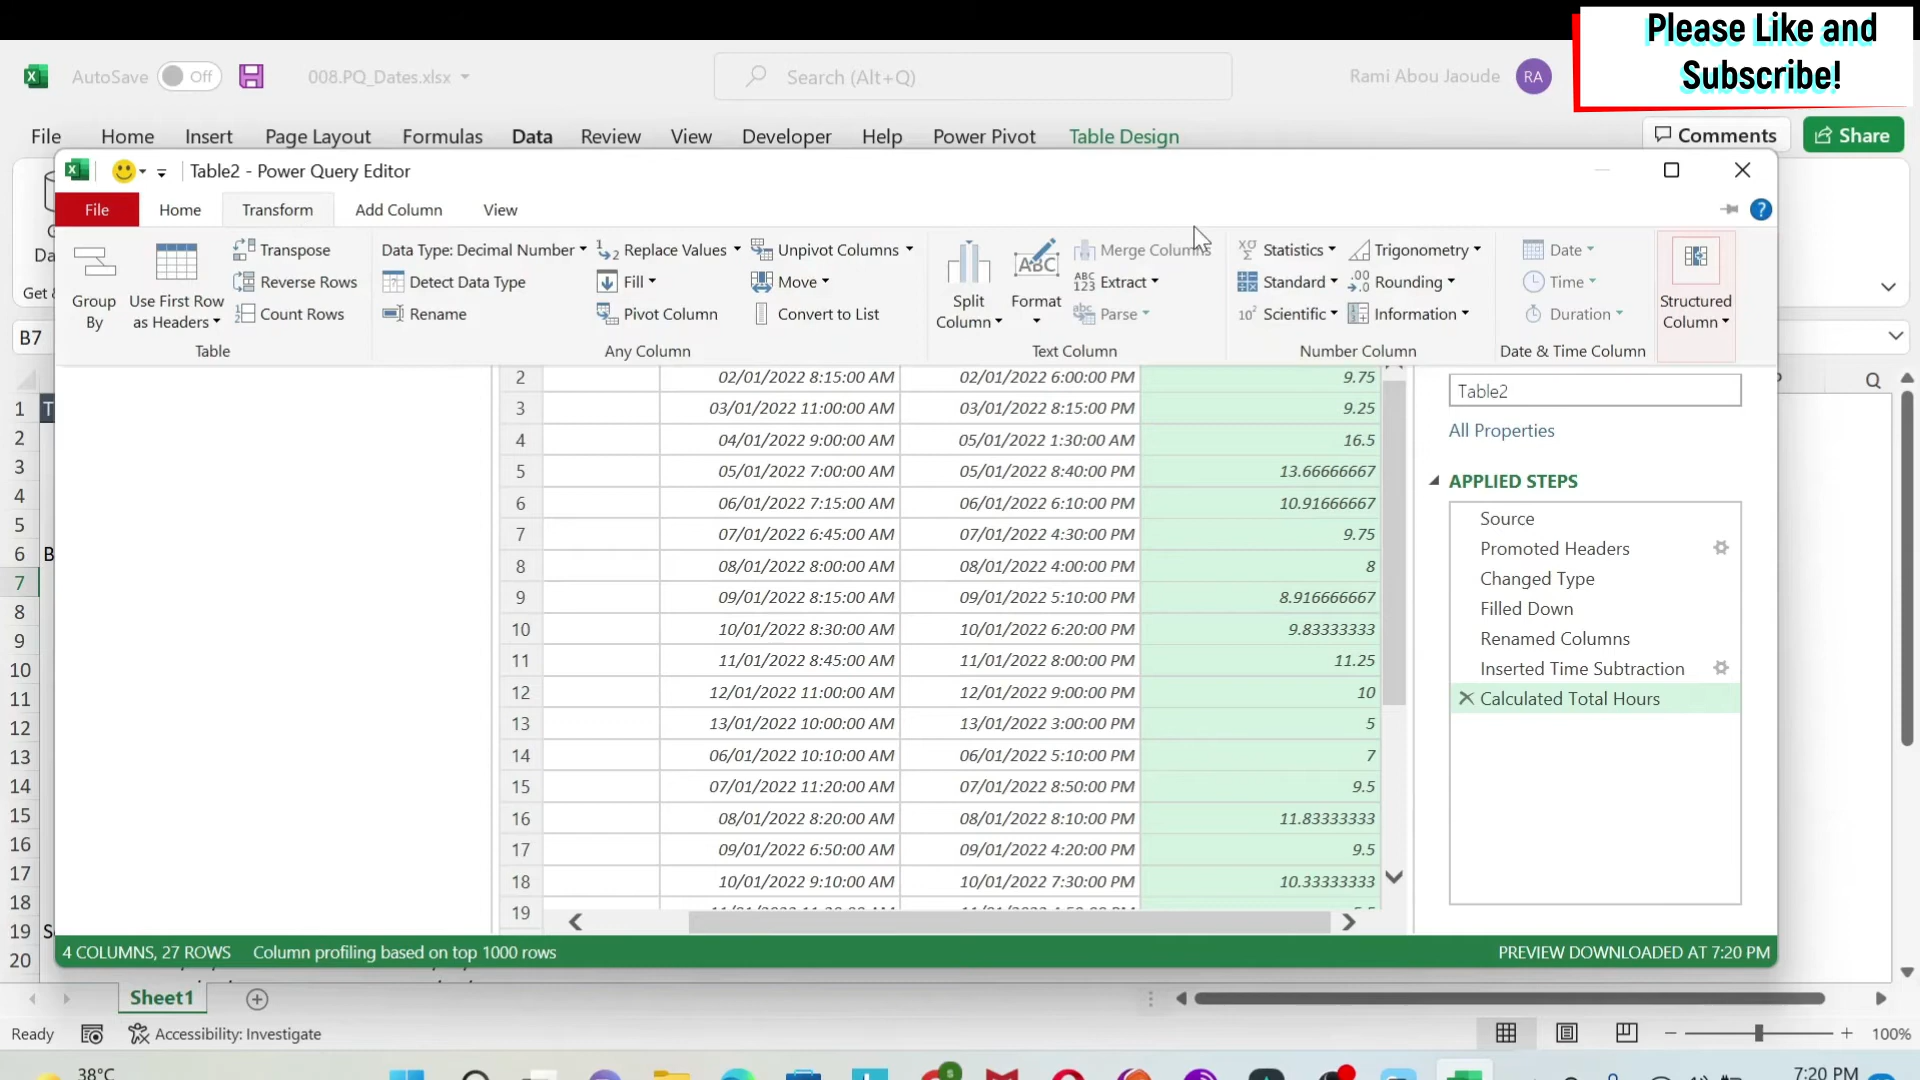 Please Like and
Subscribe!
AutoSave Off 008.PQ_Dates.xlsx Search (Alt+Q) Rami Abou Jaoude RA
File Home Insert Page Layout Formulas Data Review View Developer Help Power Pivot Table Design Comments Share
Table2 - Power Query Editor
File Home Transform Add Column View
Group By
Use First Row as Headers
Transpose
Reverse Rows
Count Rows
Table
Data Type: Decimal Number
Detect Data Type
Rename
Replace Values
Fill
Pivot Column
Unpivot Columns
Move
Convert to List
Any Column
Split Column
Format
Merge Columns
Extract
Parse
Text Column
Statistics
Standard
Scientific
Trigonometry
Rounding
Information
Number Column
Date
Time
Duration
Date & Time Column
Structured Column
Da
Get &
B7
Q
1 T
2
3
4
5
6 B
7
8
9
10
11
12
13
14
15
16
17
18
19 S
20
2 02/01/2022 8:15:00 AM 02/01/2022 6:00:00 PM 9.75
3 03/01/2022 11:00:00 AM 03/01/2022 8:15:00 PM 9.25
4 04/01/2022 9:00:00 AM 05/01/2022 1:30:00 AM 16.5
5 05/01/2022 7:00:00 AM 05/01/2022 8:40:00 PM 13.66666667
6 06/01/2022 7:15:00 AM 06/01/2022 6:10:00 PM 10.91666667
7 07/01/2022 6:45:00 AM 07/01/2022 4:30:00 PM 9.75
8 08/01/2022 8:00:00 AM 08/01/2022 4:00:00 PM 8
9 09/01/2022 8:15:00 AM 09/01/2022 5:10:00 PM 8.916666667
10 10/01/2022 8:30:00 AM 10/01/2022 6:20:00 PM 9.83333333
11 11/01/2022 8:45:00 AM 11/01/2022 8:00:00 PM 11.25
12 12/01/2022 11:00:00 AM 12/01/2022 9:00:00 PM 10
13 13/01/2022 10:00:00 AM 13/01/2022 3:00:00 PM 5
14 06/01/2022 10:10:00 AM 06/01/2022 5:10:00 PM 7
15 07/01/2022 11:20:00 AM 07/01/2022 8:50:00 PM 9.5
16 08/01/2022 8:20:00 AM 08/01/2022 8:10:00 PM 11.83333333
17 09/01/2022 6:50:00 AM 09/01/2022 4:20:00 PM 9.5
18 10/01/2022 9:10:00 AM 10/01/2022 7:30:00 PM 10.33333333
19
Table2
All Properties
APPLIED STEPS
Source
Promoted Headers
Changed Type
Filled Down
Renamed Columns
Inserted Time Subtraction
Calculated Total Hours
4 COLUMNS, 27 ROWS Column profiling based on top 1000 rows PREVIEW DOWNLOADED AT 7:20 PM
Sheet1
Ready Accessibility: Investigate 100%
38°C 7:20 PM